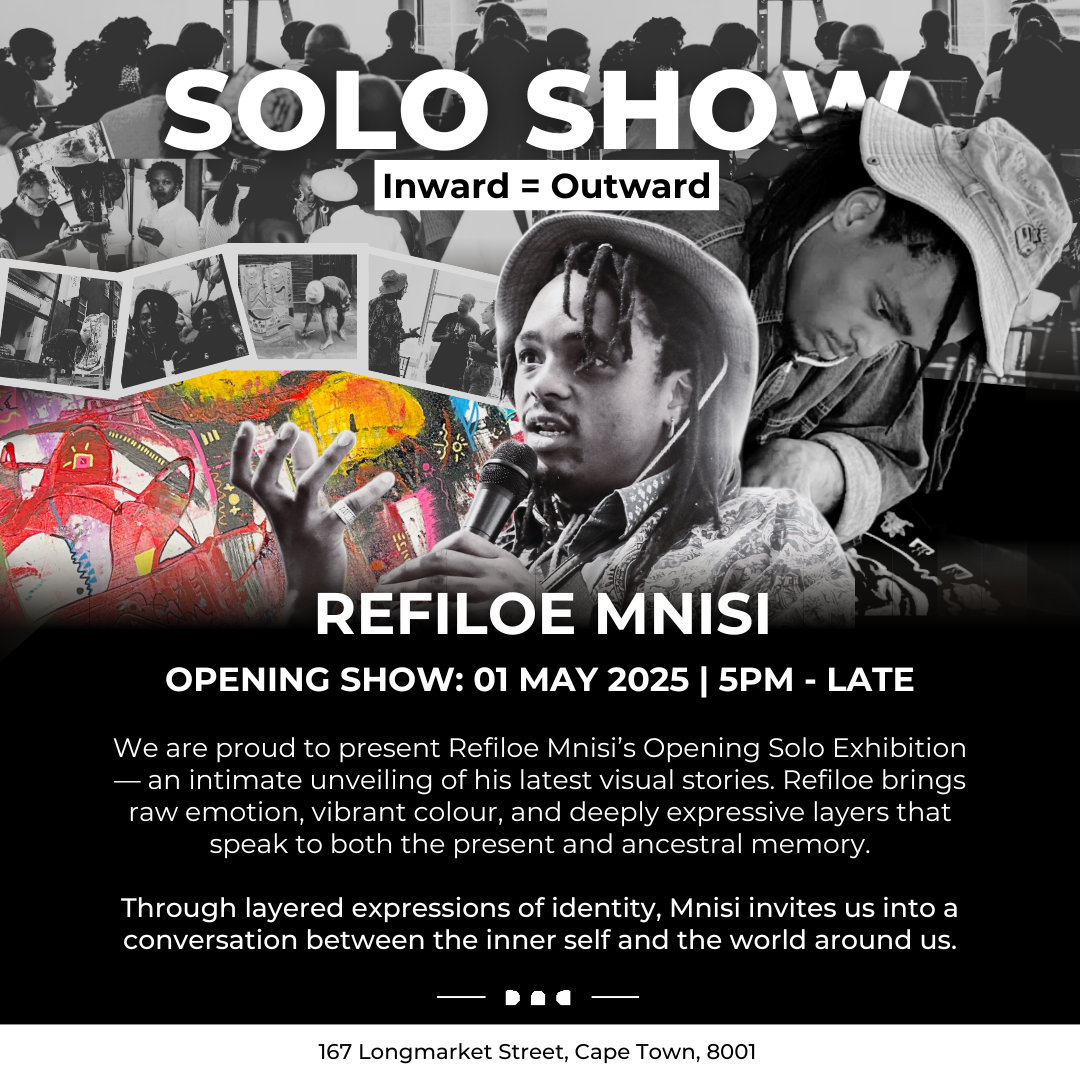 SOLO SHOW
Inward = Outward
REFILOE MNISI
OPENING SHOW: 01 MAY 2025 | 5PM - LATE
We are proud to present Refiloe Mnisi’s Opening Solo Exhibition
— an intimate unveiling of his latest visual stories. Refiloe brings
raw emotion, vibrant colour, and deeply expressive layers that
speak to both the present and ancestral memory.
Through layered expressions of identity, Mnisi invites us into a
conversation between the inner self and the world around us.
167 Longmarket Street, Cape Town, 8001